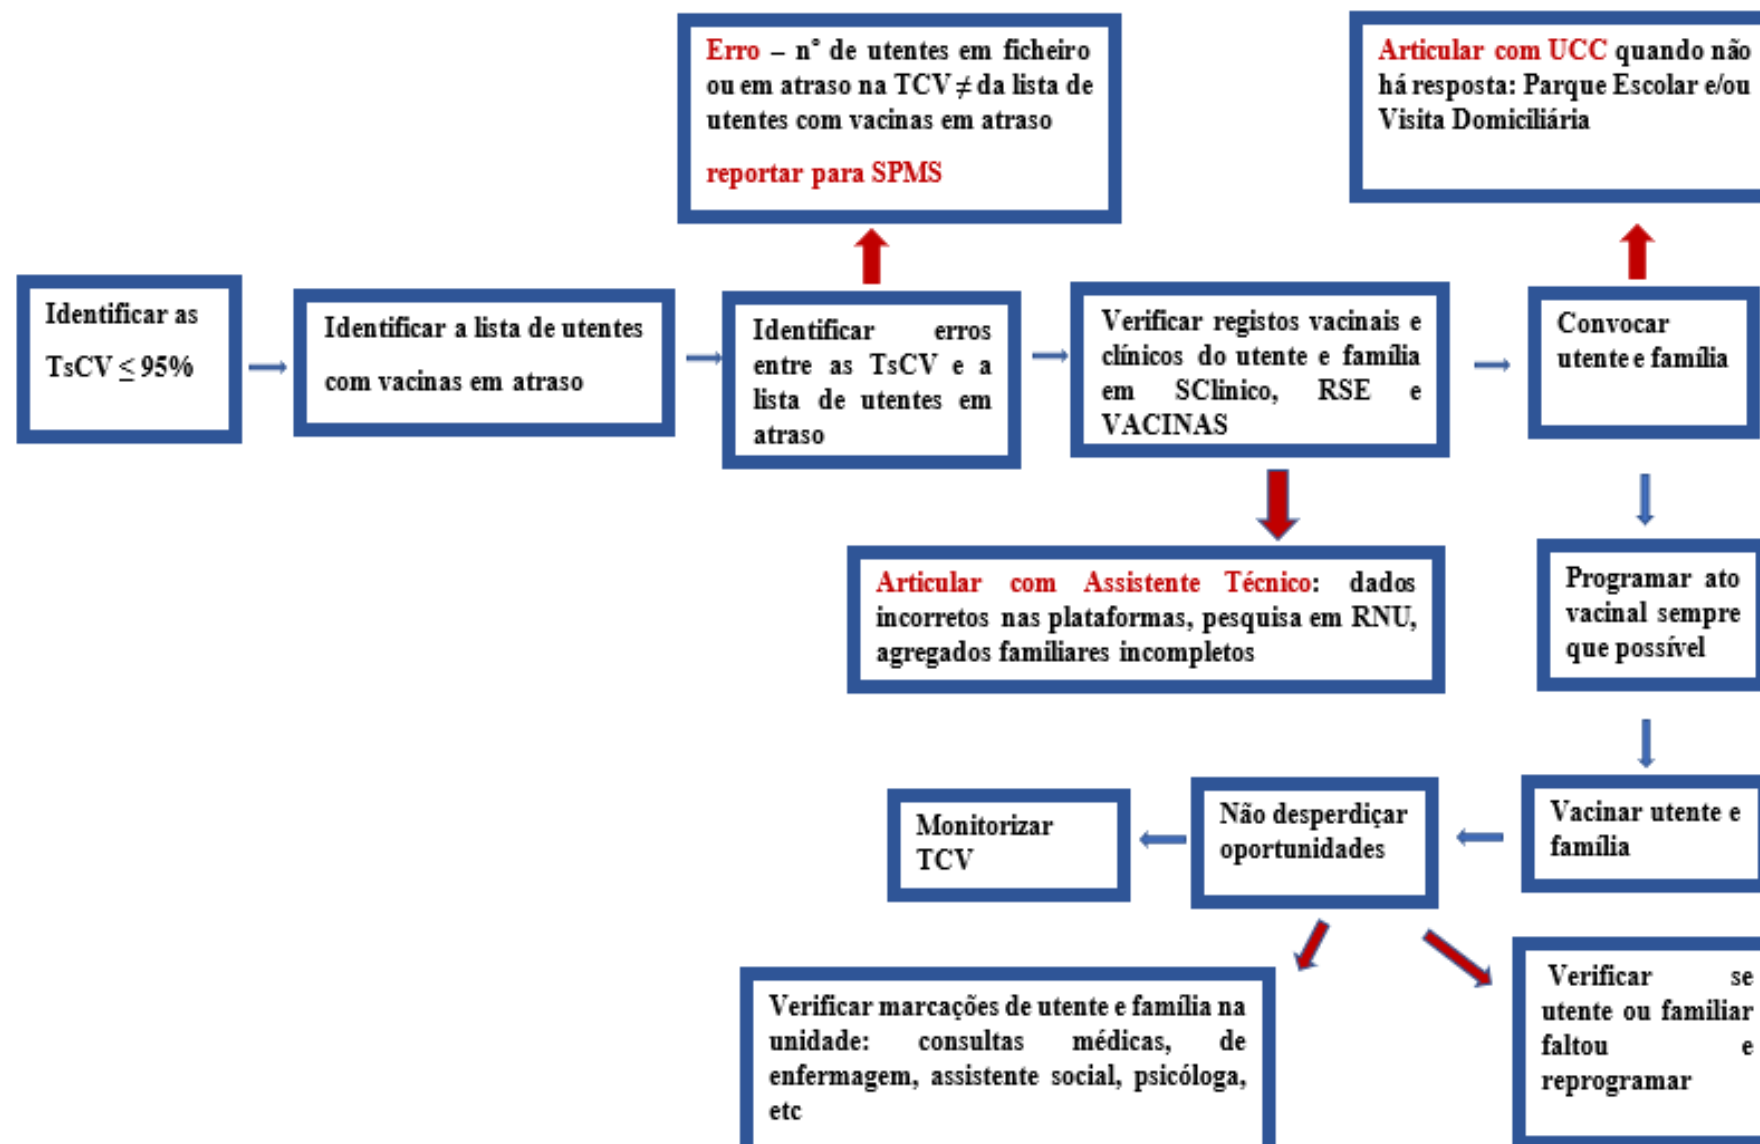 Erro – n° de utentes em ficheiro
ou em atraso na TCV ≠ da lista de
utentes com vacinas em atraso
reportar para SPMS
Articular com UCC quando não
há resposta: Parque Escolar e/ou
Visita Domiciliária
Identificar as
TsCV ≤ 95%
Identificar a lista de utentes
com vacinas em atraso
Identificar erros
entre as TsCV e a
lista de utentes em
atraso
Verificar registos vacinais e
clínicos do utente e família
em SClinico, RSE e
VACINAS
Convocar
utente e família
Articular com Assistente Técnico: dados
incorretos nas plataformas, pesquisa em RNU,
agregados familiares incompletos
Programar ato
vacinal sempre
que possível
Vacinar utente e
família
Não desperdiçar
oportunidades
Monitorizar
TCV
Verificar marcações de utente e família na
unidade: consultas médicas, de
enfermagem, assistente social, psicóloga,
etc
Verificar se
utente ou familiar
faltou e
reprogramar